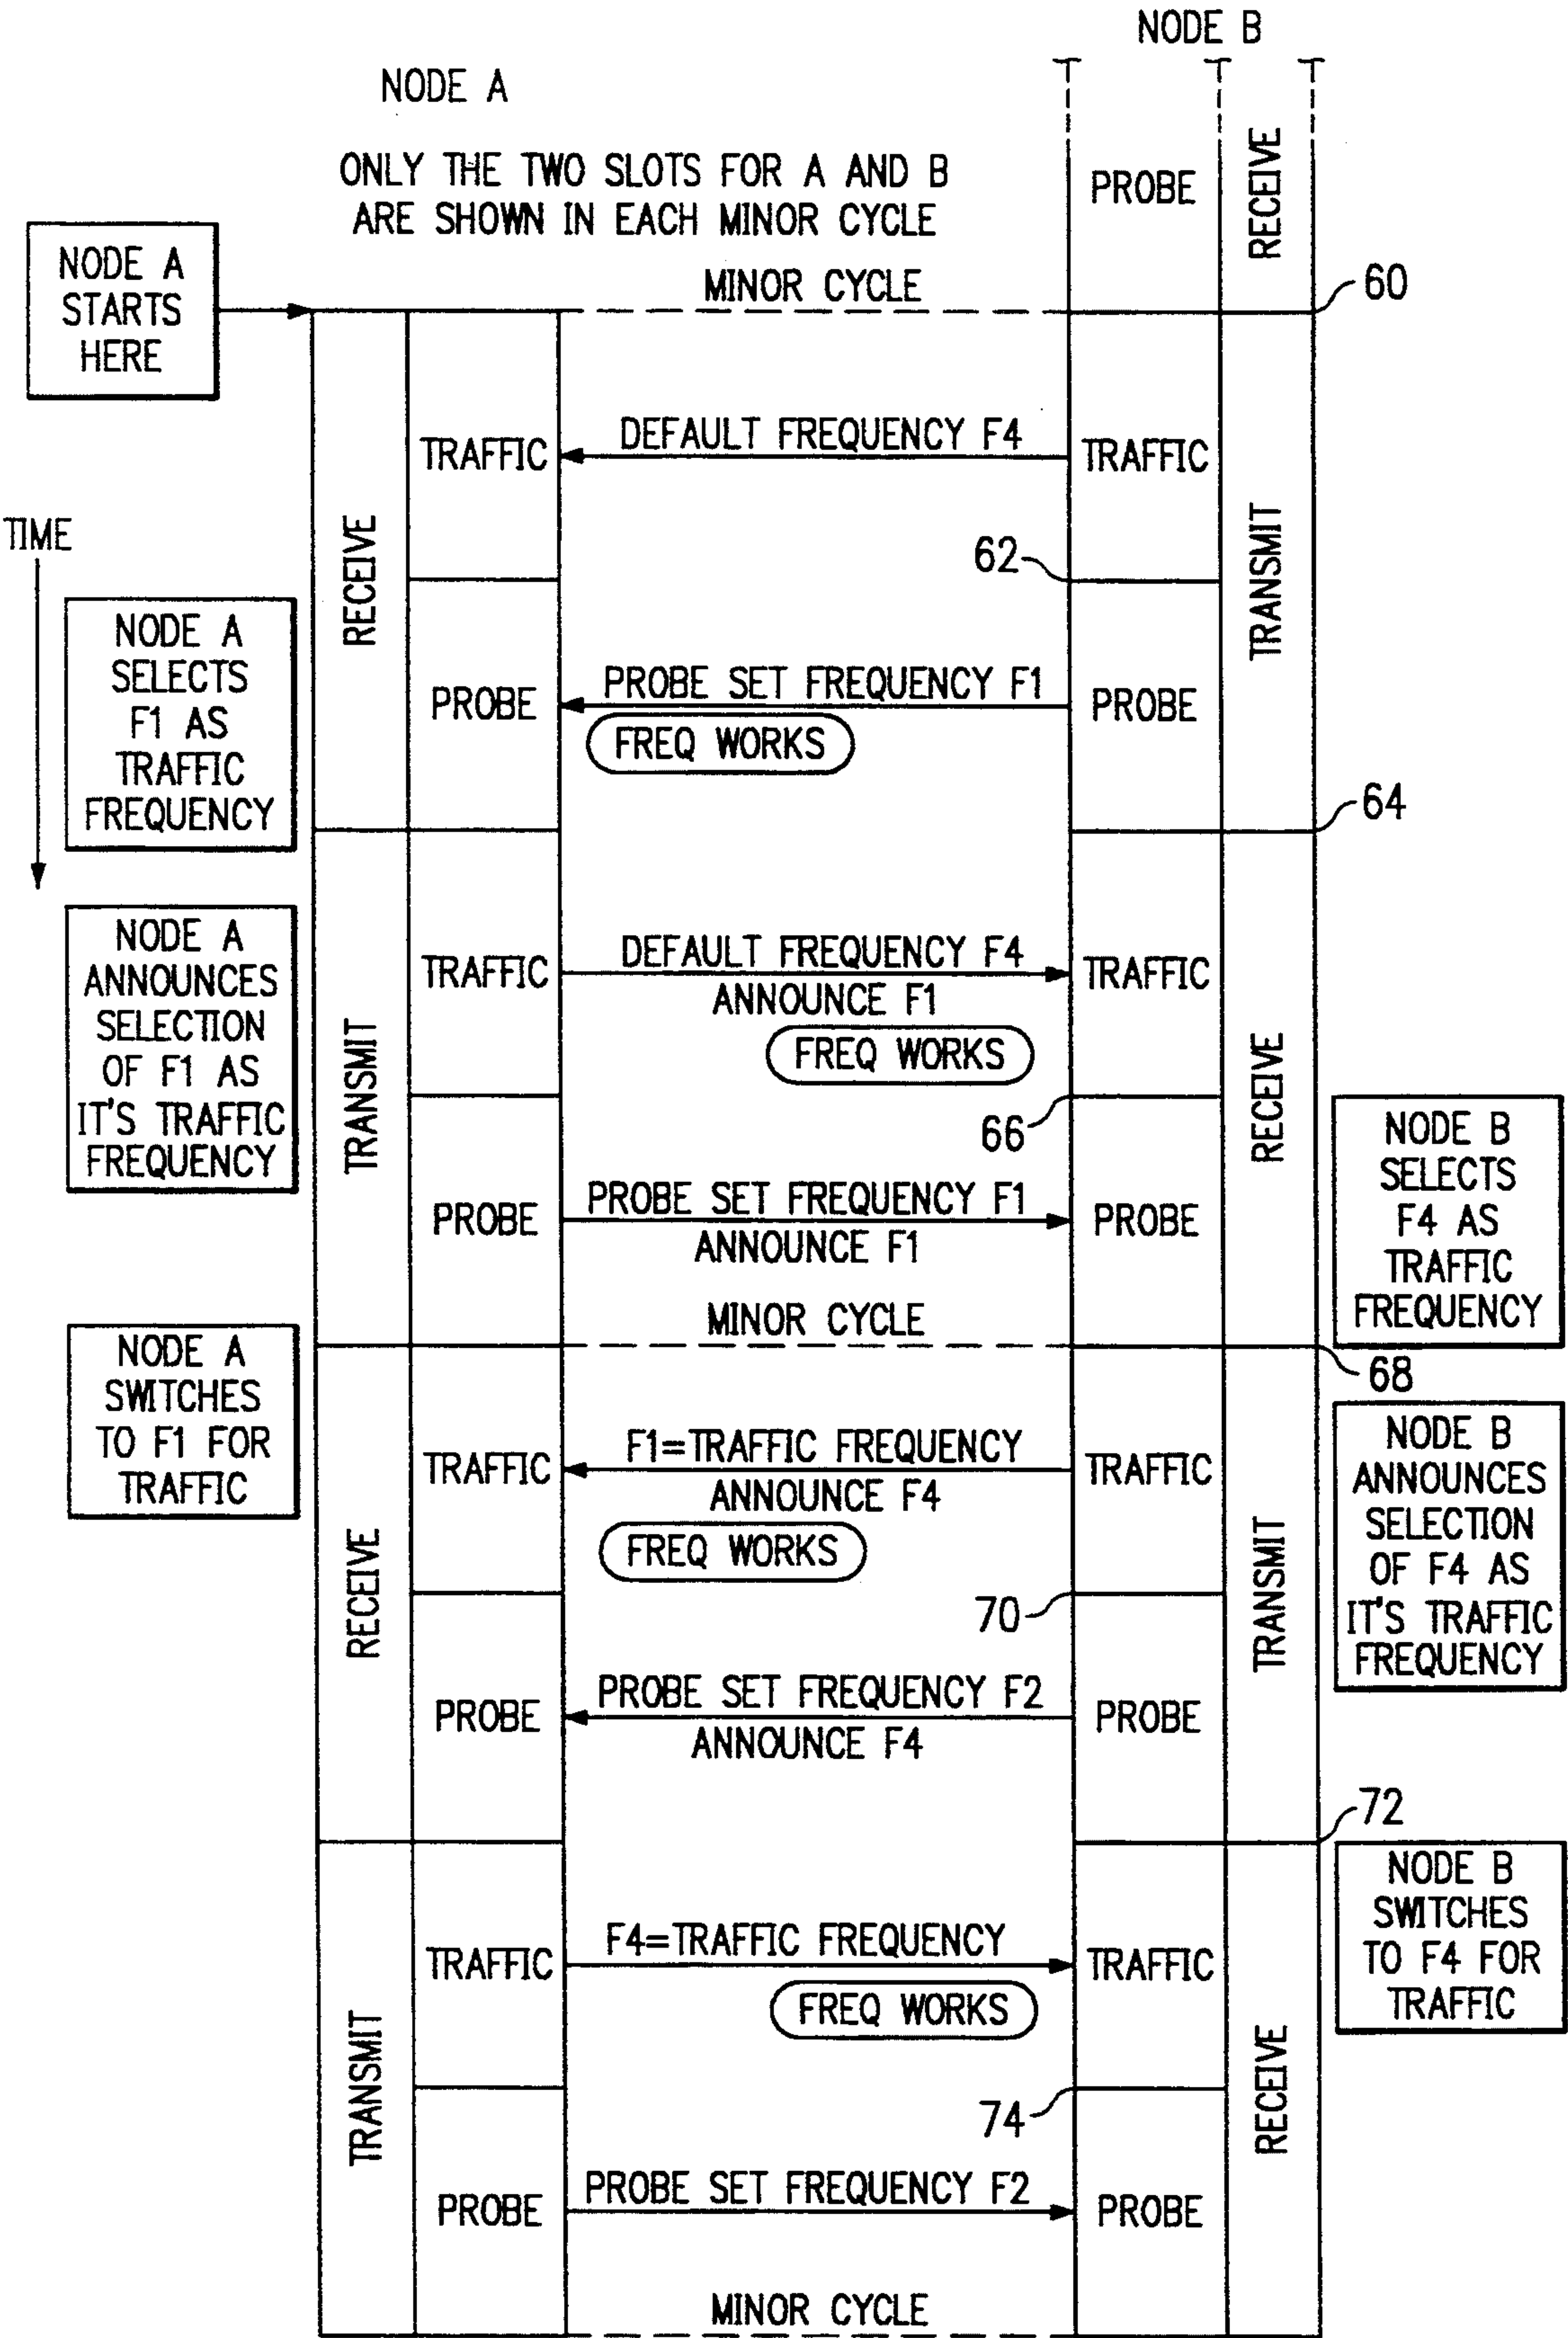 NODE B
NODE A
ONLY THE TWO SLOTS FOR A AND B
ARE SHOWN IN EACH MINOR CYCLE
PROBE
RECEIVE
NODE A
STARTS
HERE
MINOR CYCLE
60
TRAFFIC
DEFAULT FREQUENCY F4
TRAFFIC
TIME
RECEIVE
62
TRANSMIT
NODE A
SELECTS
F1 AS
TRAFFIC
FREQUENCY
PROBE
PROBE SET FREQUENCY F1
FREQ WORKS
PROBE
64
NODE A
ANNOUNCES
SELECTION
OF F1 AS
IT'S TRAFFIC
FREQUENCY
TRANSMIT
TRAFFIC
DEFAULT FREQUENCY F4
ANNOUNCE F1
FREQ WORKS
TRAFFIC
RECEIVE
66
PROBE
PROBE SET FREQUENCY F1
ANNOUNCE F1
PROBE
NODE B
SELECTS
F4 AS
TRAFFIC
FREQUENCY
MINOR CYCLE
68
NODE A
SWITCHES
TO F1 FOR
TRAFFIC
RECEIVE
TRAFFIC
F1=TRAFFIC FREQUENCY
ANNOUNCE F4
FREQ WORKS
TRAFFIC
TRANSMIT
NODE B
ANNOUNCES
SELECTION
OF F4 AS
IT'S TRAFFIC
FREQUENCY
70
PROBE
PROBE SET FREQUENCY F2
ANNOUNCE F4
PROBE
72
TRANSMIT
TRAFFIC
F4=TRAFFIC FREQUENCY
FREQ WORKS
TRAFFIC
RECEIVE
NODE B
SWITCHES
TO F4 FOR
TRAFFIC
74
PROBE
PROBE SET FREQUENCY F2
PROBE
MINOR CYCLE